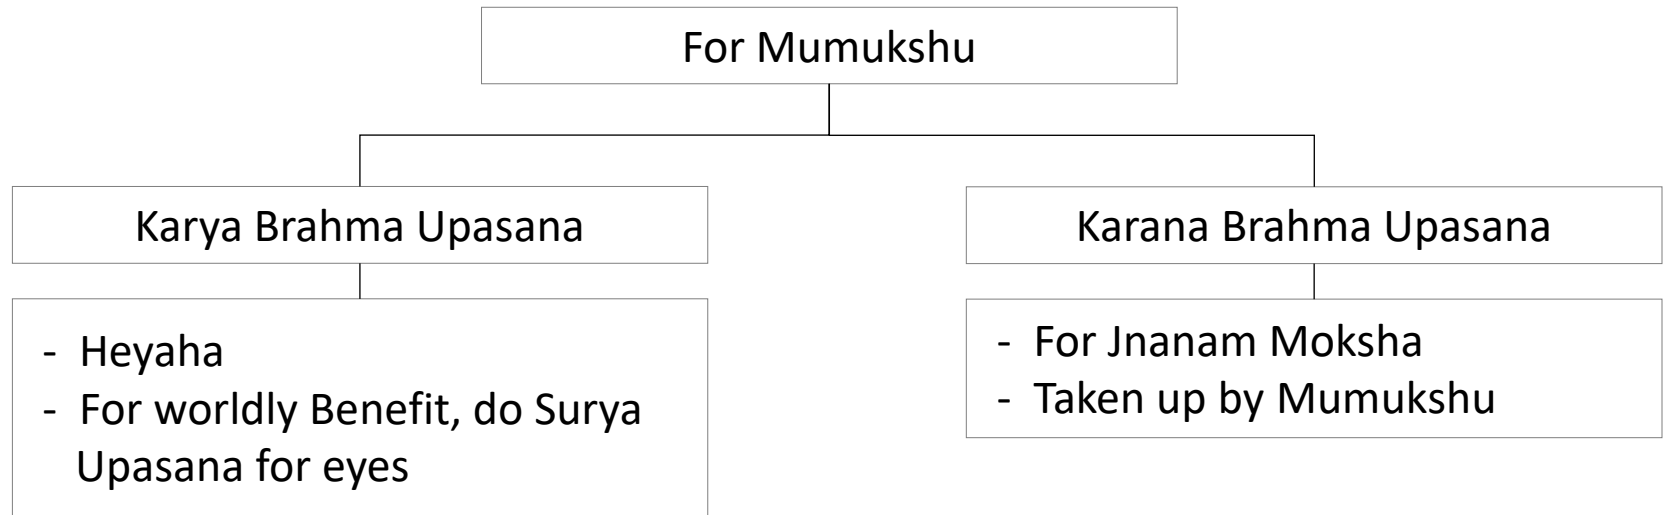 For Mumukshu
Karya Brahma Upasana
Karana Brahma Upasana
- Heyaha
- For worldly Benefit, do Surya
Upasana for eyes
- For Jnanam Moksha
- Taken up by Mumukshu